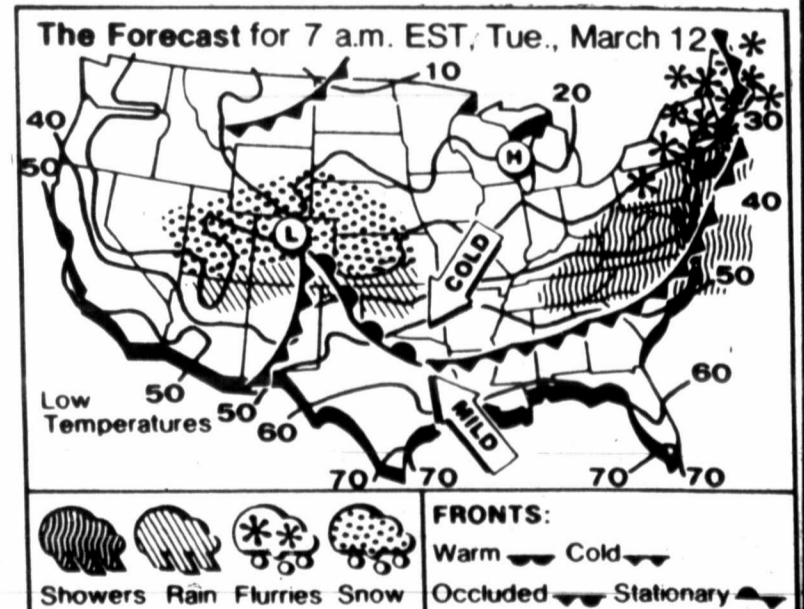 The Forecast for 7 a.m. EST, Tue., March 12
10
20
30
40
40
50
50
H
L
COLD
MILD
50
50
60
60
70
70
70
70
Low
Temperatures
Showers Rain Flurries Snow
FRONTS:
Warm Cold
Occluded Stationary